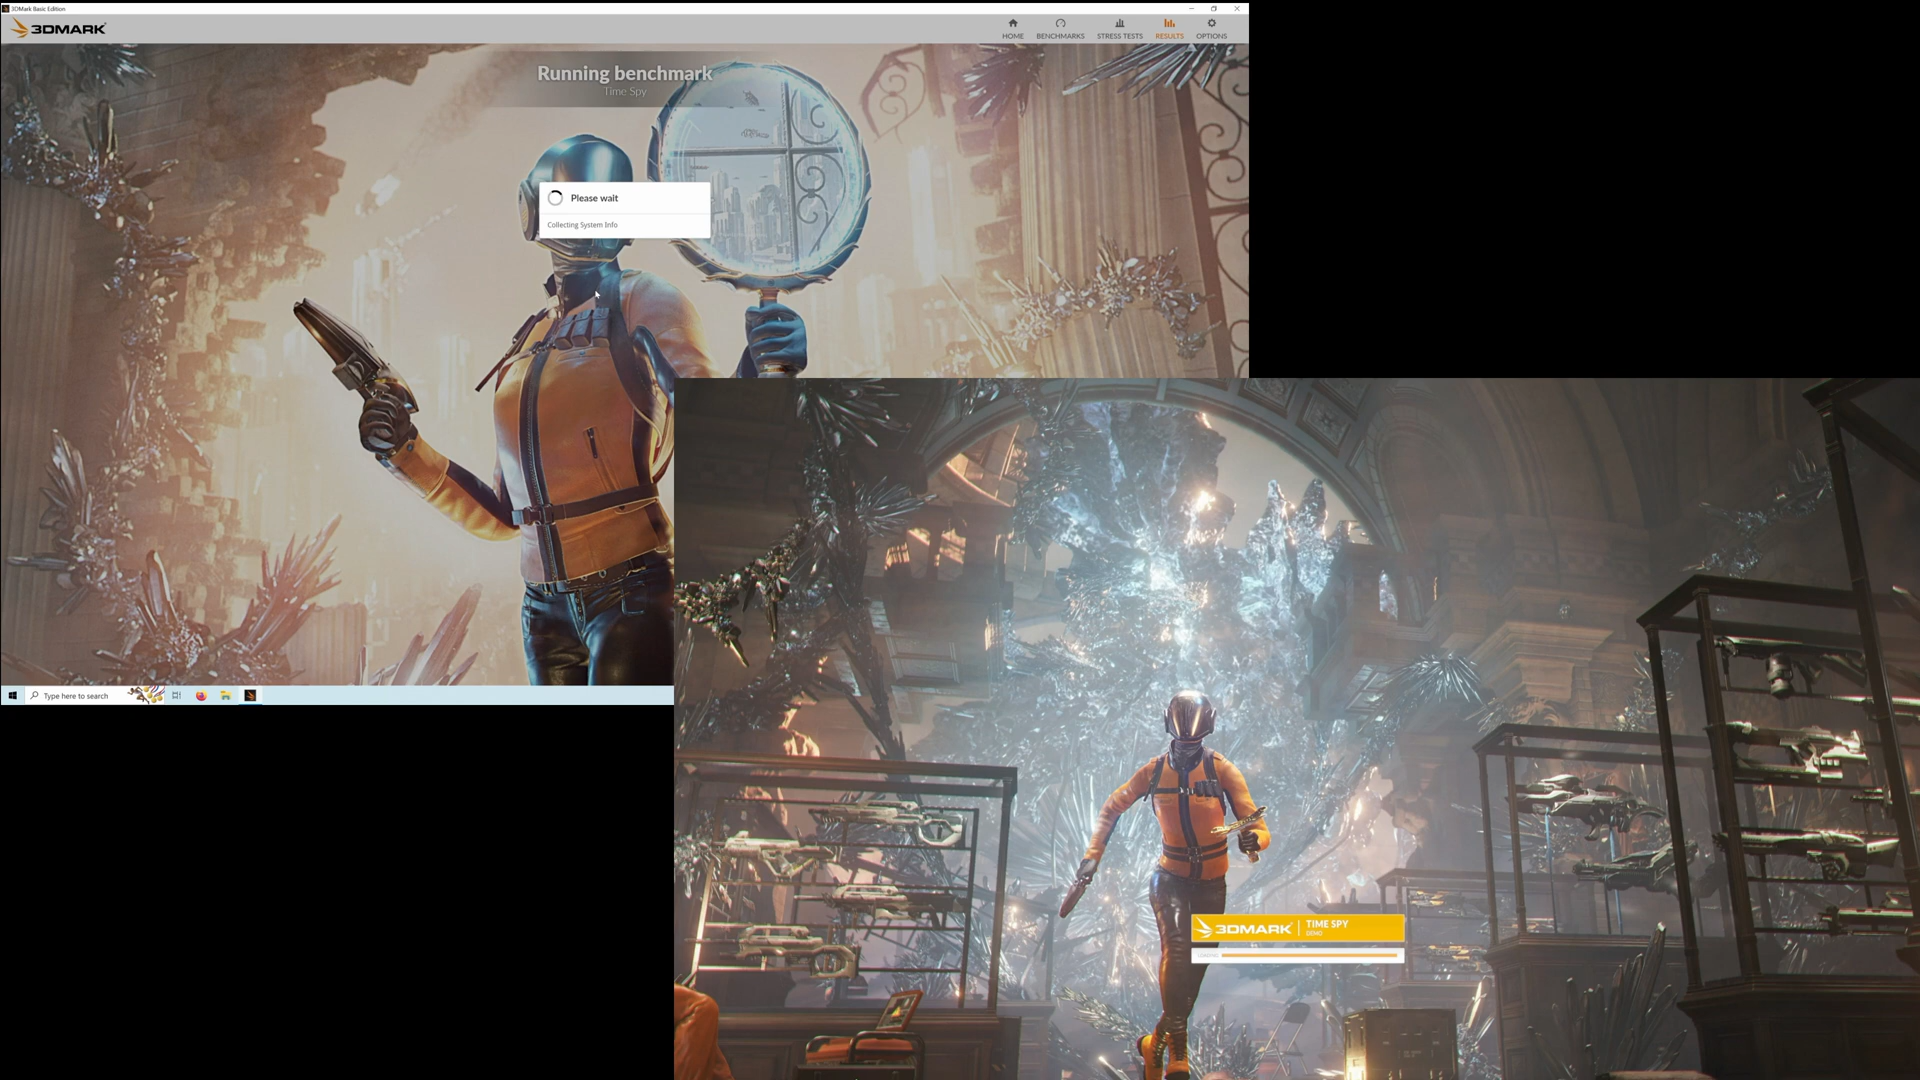 3DMark Basic Edition
3DMARK
HOME
BENCHMARKS
STRESS TESTS
RESULTS
OPTIONS
Running benchmark
Time Spy
Please wait
Collecting System Info
Type here to search
3DMARK
TIME SPY
DEMO